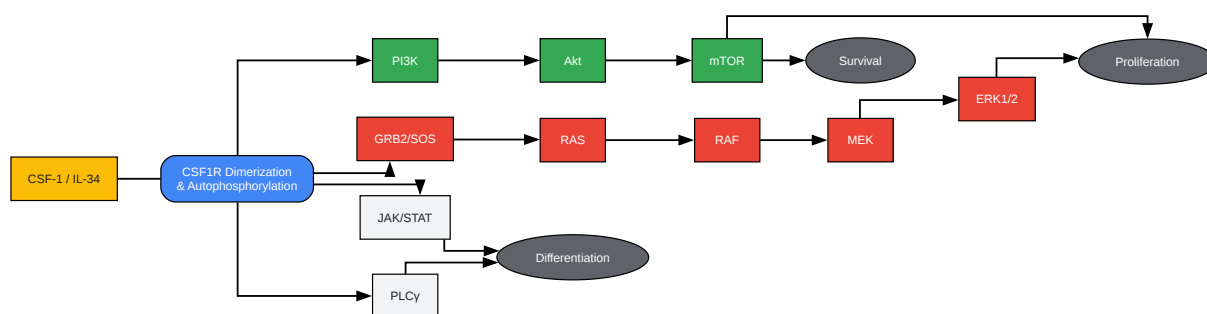 PI3K
Akt
mTOR
Survival
Proliferation
ERK1/2
GRB2/SOS
RAS
RAF
MEK
CSF-1 / IL-34
CSF1R Dimerization
& Autophosphorylation
JAK/STAT
Differentiation
PLCγ